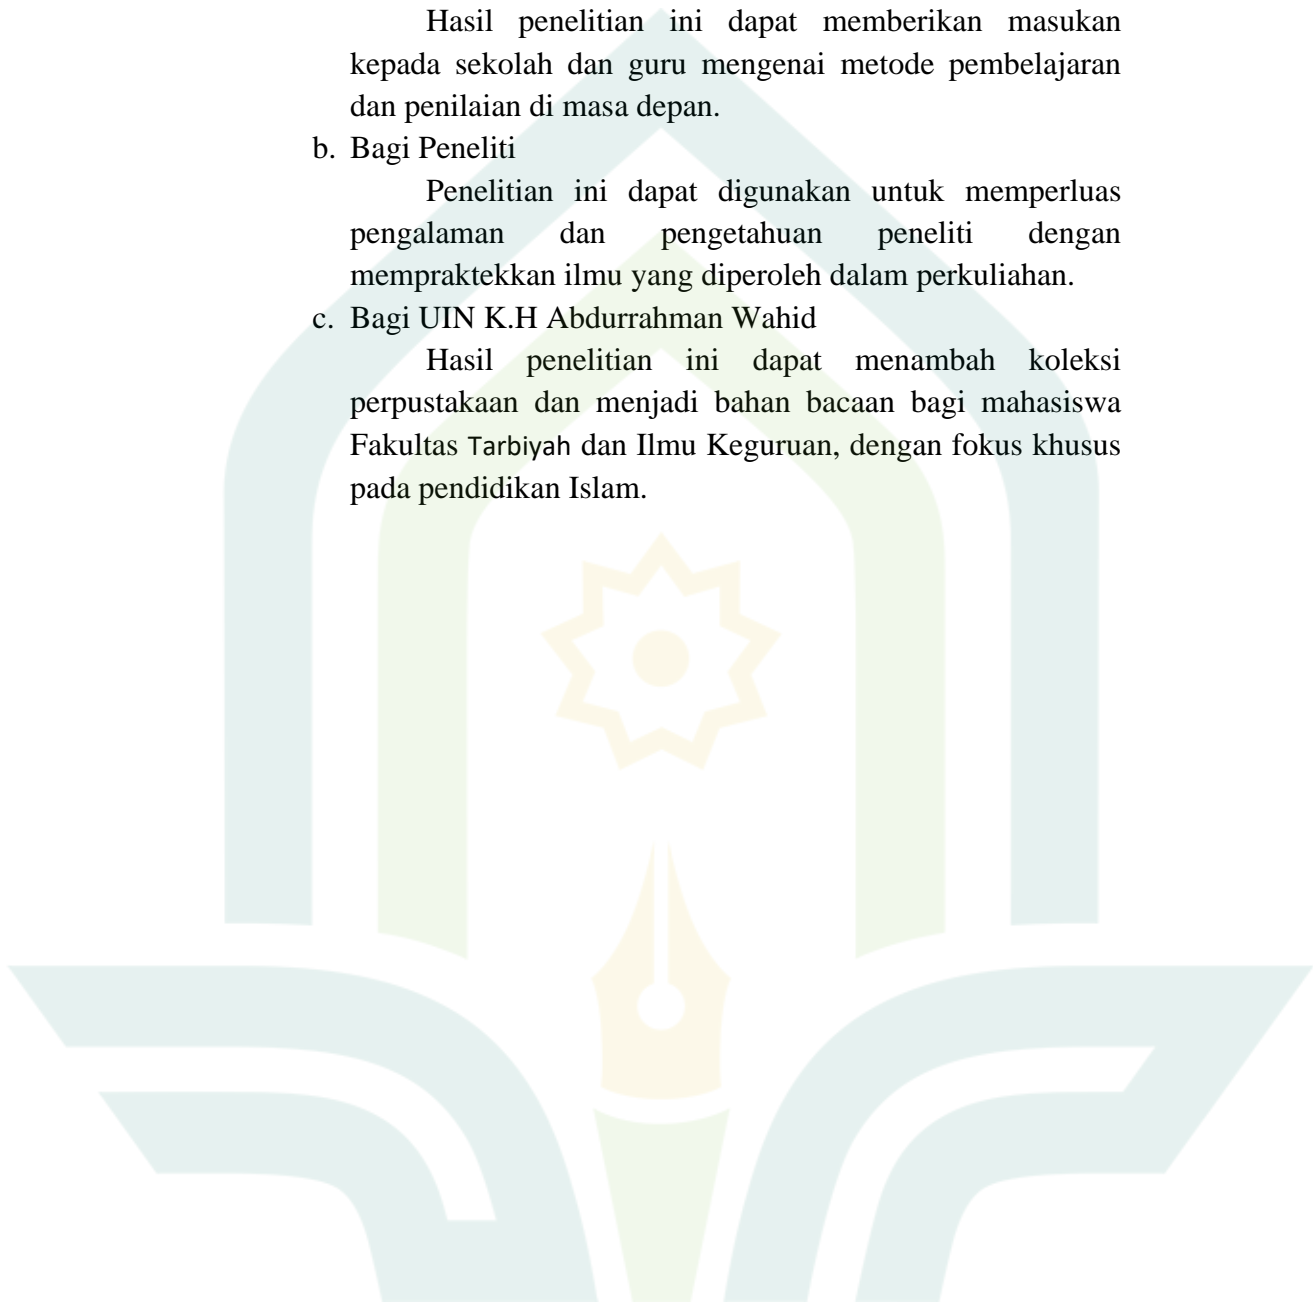 Hasil penelitian ini dapat memberikan masukan
kepada sekolah dan guru mengenai metode pembelajaran
dan penilaian di masa depan.
b. Bagi Peneliti
Penelitian ini dapat digunakan untuk memperluas
pengalaman dan pengetahuan peneliti dengan
mempraktekkan ilmu yang diperoleh dalam perkuliahan.
c. Bagi UIN K.H Abdurrahman Wahid
Hasil penelitian ini dapat menambah koleksi
perpustakaan dan menjadi bahan bacaan bagi mahasiswa
Fakultas Tarbiyah dan Ilmu Keguruan, dengan fokus khusus
pada pendidikan Islam.